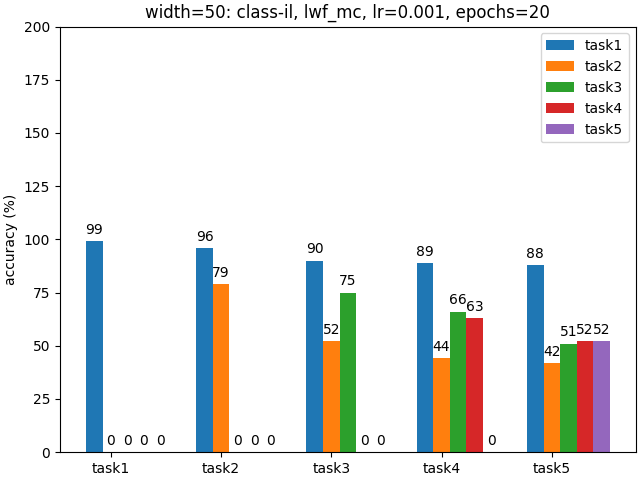 width=50: class-il, lwf_mc, lr=0.001, epochs=20
accuracy (%)
200
175
150
125
100
75
50
25
0
task1
task2
task3
task4
task5
99 0 0 0 0
96 79 0 0 0
90 52 75 0 0
89 44 66 63 0
88 42 51 52 52
task1 task2 task3 task4 task5